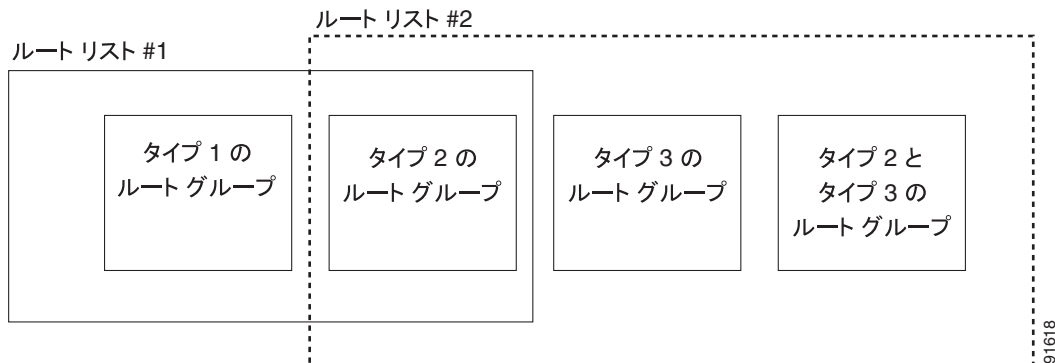 ルート リスト #2
ルート リスト #1
タイプ 1 の
ルート グループ
タイプ 2 の
ルート グループ
タイプ 3 の
ルート グループ
タイプ 2 と
タイプ 3 の
ルート グループ
91618